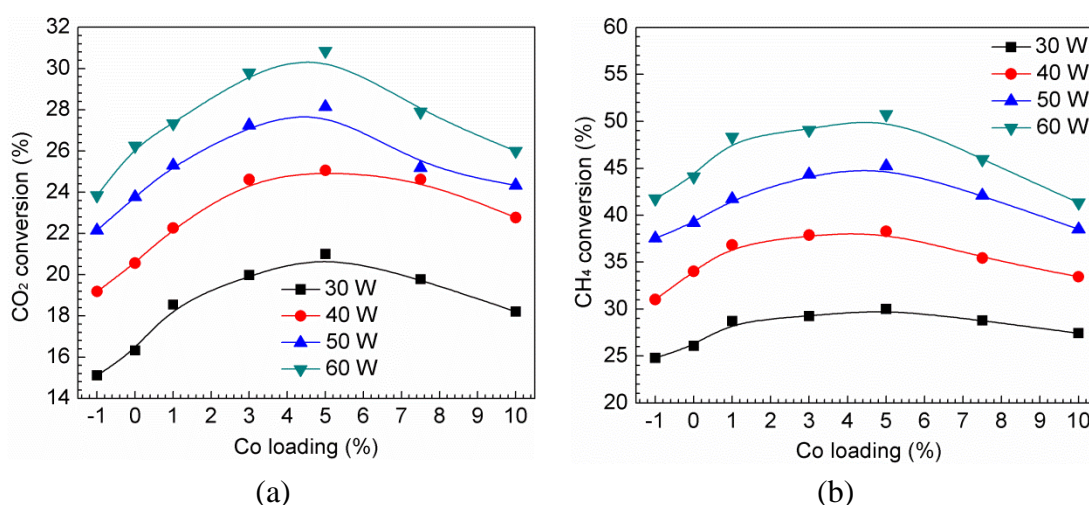 CO₂ conversion (%)
32
30
28
26
24
22
20
18
16
14
30 W
40 W
50 W
60 W
-1 0 1 2 3 4 5 6 7 8 9 10
Co loading (%)
(a)
CH₄ conversion (%)
60
55
50
45
40
35
30
25
20
30 W
40 W
50 W
60 W
-1 0 1 2 3 4 5 6 7 8 9 10
Co loading (%)
(b)